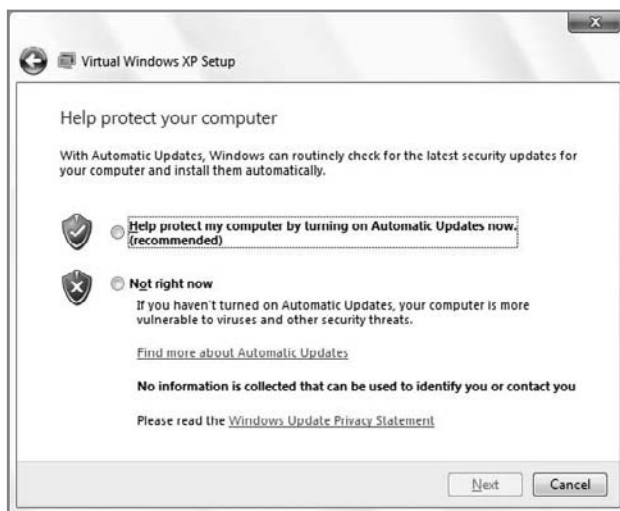 Virtual Windows XP Setup
Help protect your computer
With Automatic Updates, Windows can routinely check for the latest security updates for
your computer and install them automatically.
Help protect my computer by turning on Automatic Updates now.
(recommended)
Not right now
If you haven't turned on Automatic Updates, your computer is more
vulnerable to viruses and other security threats.
Find more about Automatic Updates
No information is collected that can be used to identify you or contact you
Please read the Windows Update Privacy Statement
Next Cancel